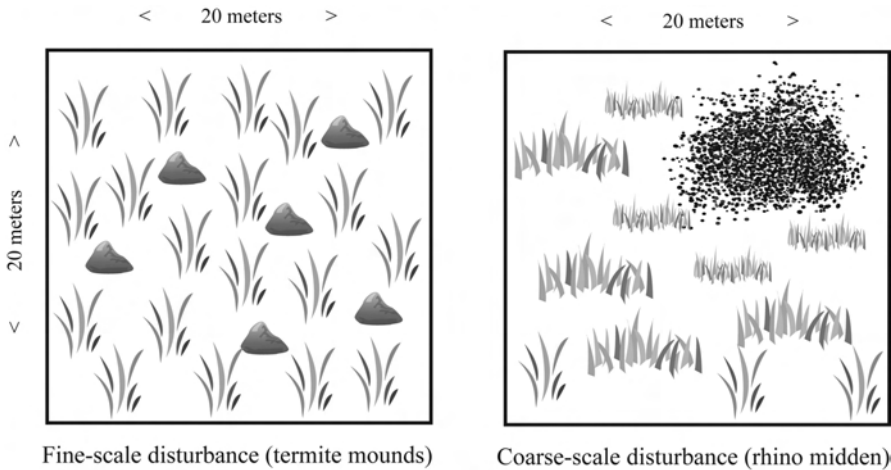 < 20 meters >
< 20 meters >
< 20 meters >
Fine-scale disturbance (termite mounds)
Coarse-scale disturbance (rhino midden)